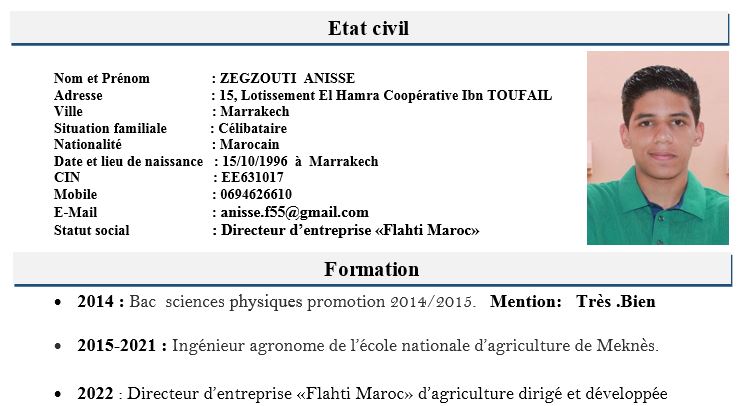 Etat civil
Nom et Prénom : ZEGZOUTI ANISSE
Adresse : 15, Lotissement El Hamra Coopérative Ibn TOUFAIL
Ville : Marrakech
Situation familiale : Célibataire
Nationalité : Marocain
Date et lieu de naissance : 15/10/1996 à Marrakech
CIN : EE631017
Mobile : 0694626610
E-Mail : anisse.f55@gmail.com
Statut social : Directeur d'entreprise «Flahti Maroc»
Formation
• 2014 : Bac sciences physiques promotion 2014/2015. Mention: Très .Bien
• 2015-2021 : Ingénieur agronome de l'école nationale d'agriculture de Meknès.
• 2022 : Directeur d'entreprise «Flahti Maroc» d'agriculture dirigé et développée